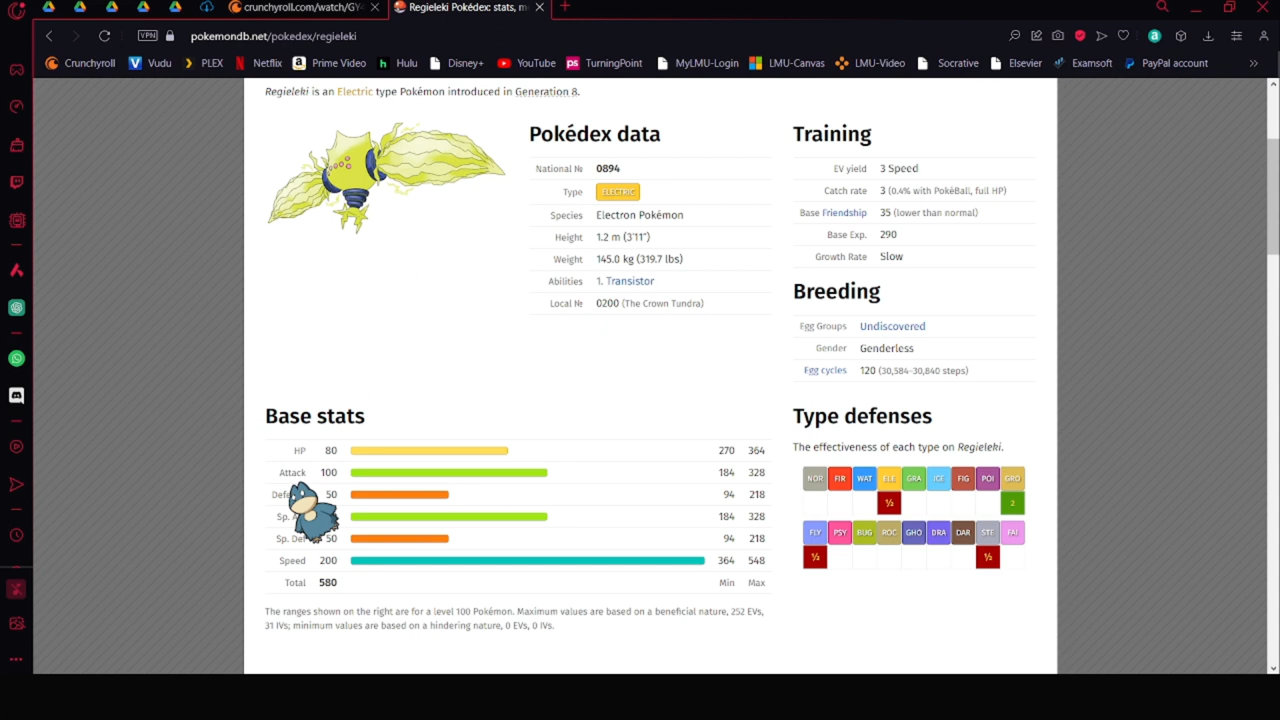 crunchyroll.com/watch/GY4
Regieleki Pokédex: stats, m
VPN
pokemondb.net/pokedex/regieleki
Crunchyroll
Vudu
PLEX
Netflix
Prime Video
Hulu
Disney+
YouTube
TurningPoint
MyLMU-Login
LMU-Canvas
LMU-Video
Socrative
Elsevier
Examsoft
PayPal account
Regieleki is an Electric type Pokémon introduced in Generation 8.
Pokédex data
National № 0894
Type ELECTRIC
Species Electron Pokémon
Height 1.2 m (3′11″)
Weight 145.0 kg (319.7 lbs)
Abilities 1. Transistor
Local № 0200 (The Crown Tundra)
Training
EV yield 3 Speed
Catch rate 3 (0.4% with PokéBall, full HP)
Base Friendship 35 (lower than normal)
Base Exp. 290
Growth Rate Slow
Breeding
Egg Groups Undiscovered
Gender Genderless
Egg cycles 120 (30,584–30,840 steps)
Base stats
HP 80 270 364
Attack 100 184 328
50 94 218
Sp. 184 328
Sp. Def 50 94 218
Speed 200 364 548
Total 580 Min Max
The ranges shown on the right are for a level 100 Pokémon. Maximum values are based on a beneficial nature, 252 EVs,
31 IVs; minimum values are based on a hindering nature, 0 EVs, 0 IVs.
Type defenses
The effectiveness of each type on Regieleki.
NOR FIR WAT ELE GRA ICE FIG POI GRO
½ 2
FLY PSY BUG ROC GHO DRA DAR STE FAI
½ ½